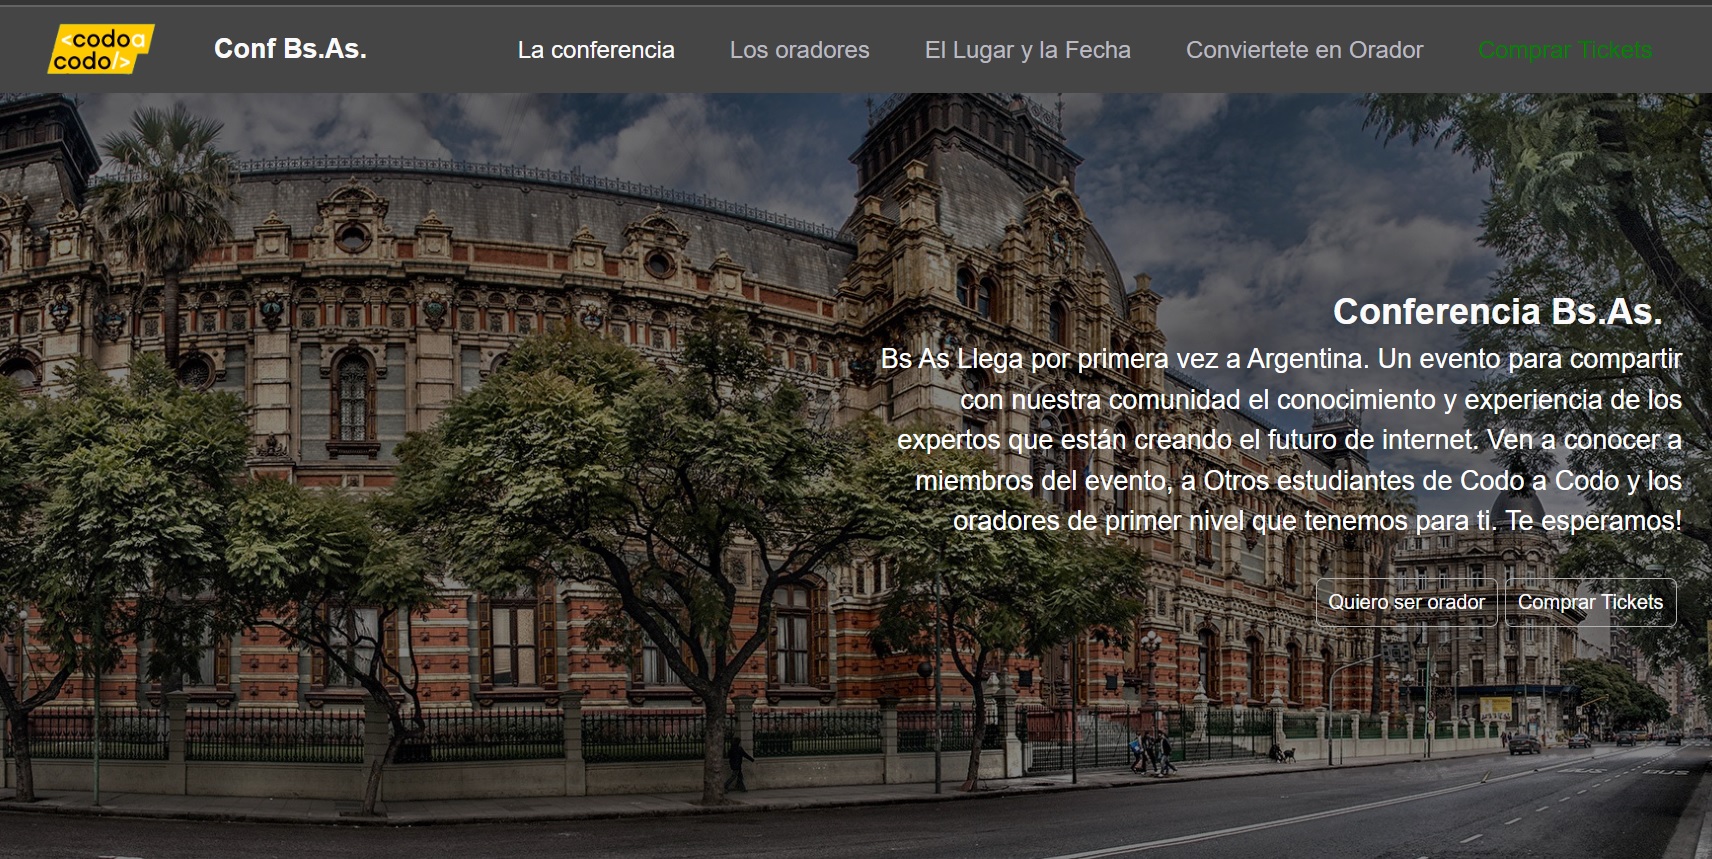 <codoa
codo/>
Conf Bs.As.
La conferencia
Los oradores
El Lugar y la Fecha
Conviertete en Orador
Comprar Tickets
Conferencia Bs.As.
Bs As Llega por primera vez a Argentina. Un evento para compartir
con nuestra comunidad el conocimiento y experiencia de los
expertos que están creando el futuro de internet. Ven a conocer a
miembros del evento, a Otros estudiantes de Codo a Codo y los
oradores de primer nivel que tenemos para ti. Te esperamos!
Quiero ser orador
Comprar Tickets
BUS
BUS